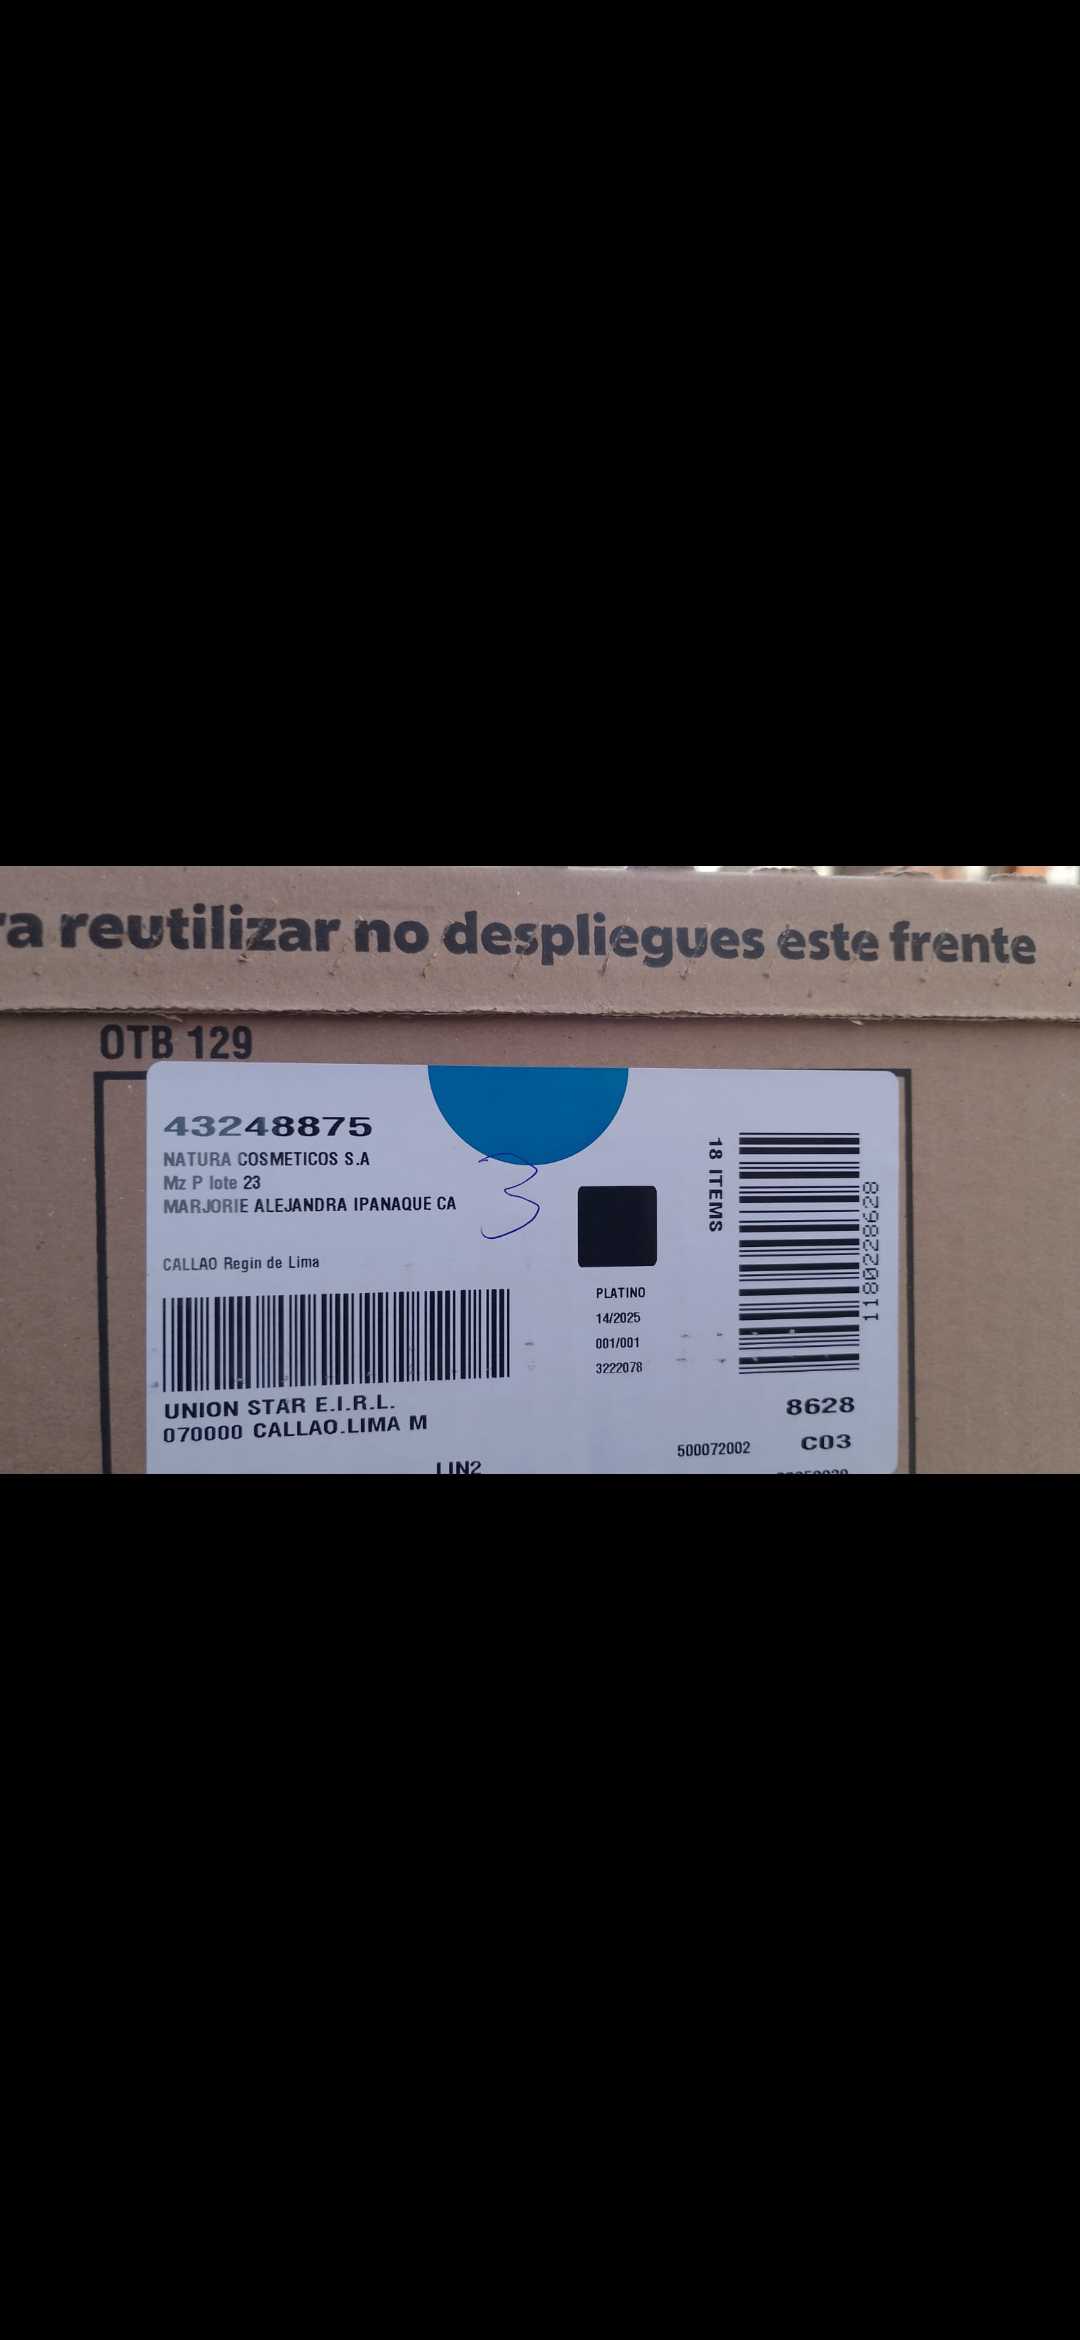 ra reutilizar no despliegues este frente
OTB 129
43248875
NATURA COSMETICOS S.A
Mz P lote 23
MARJORIE ALEJANDRA IPANAQUE CA
3
CALLAO Regin de Lima
UNION STAR E.I.R.L.
070000 CALLAO.LIMA M
LIN2
PLATINO
14/2025
001/001
3222078
18 ITEMS
1180228628
8628
500072002 C03